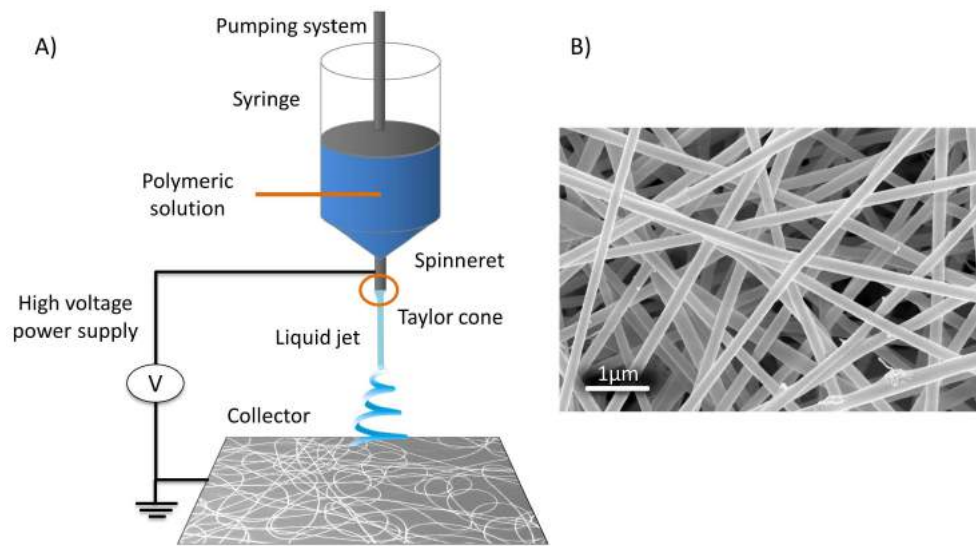 A)
Pumping system
Syringe
Polymeric
solution
Spinneret
High voltage
power supply
Taylor cone
Liquid jet
V
Collector
B)
1μm